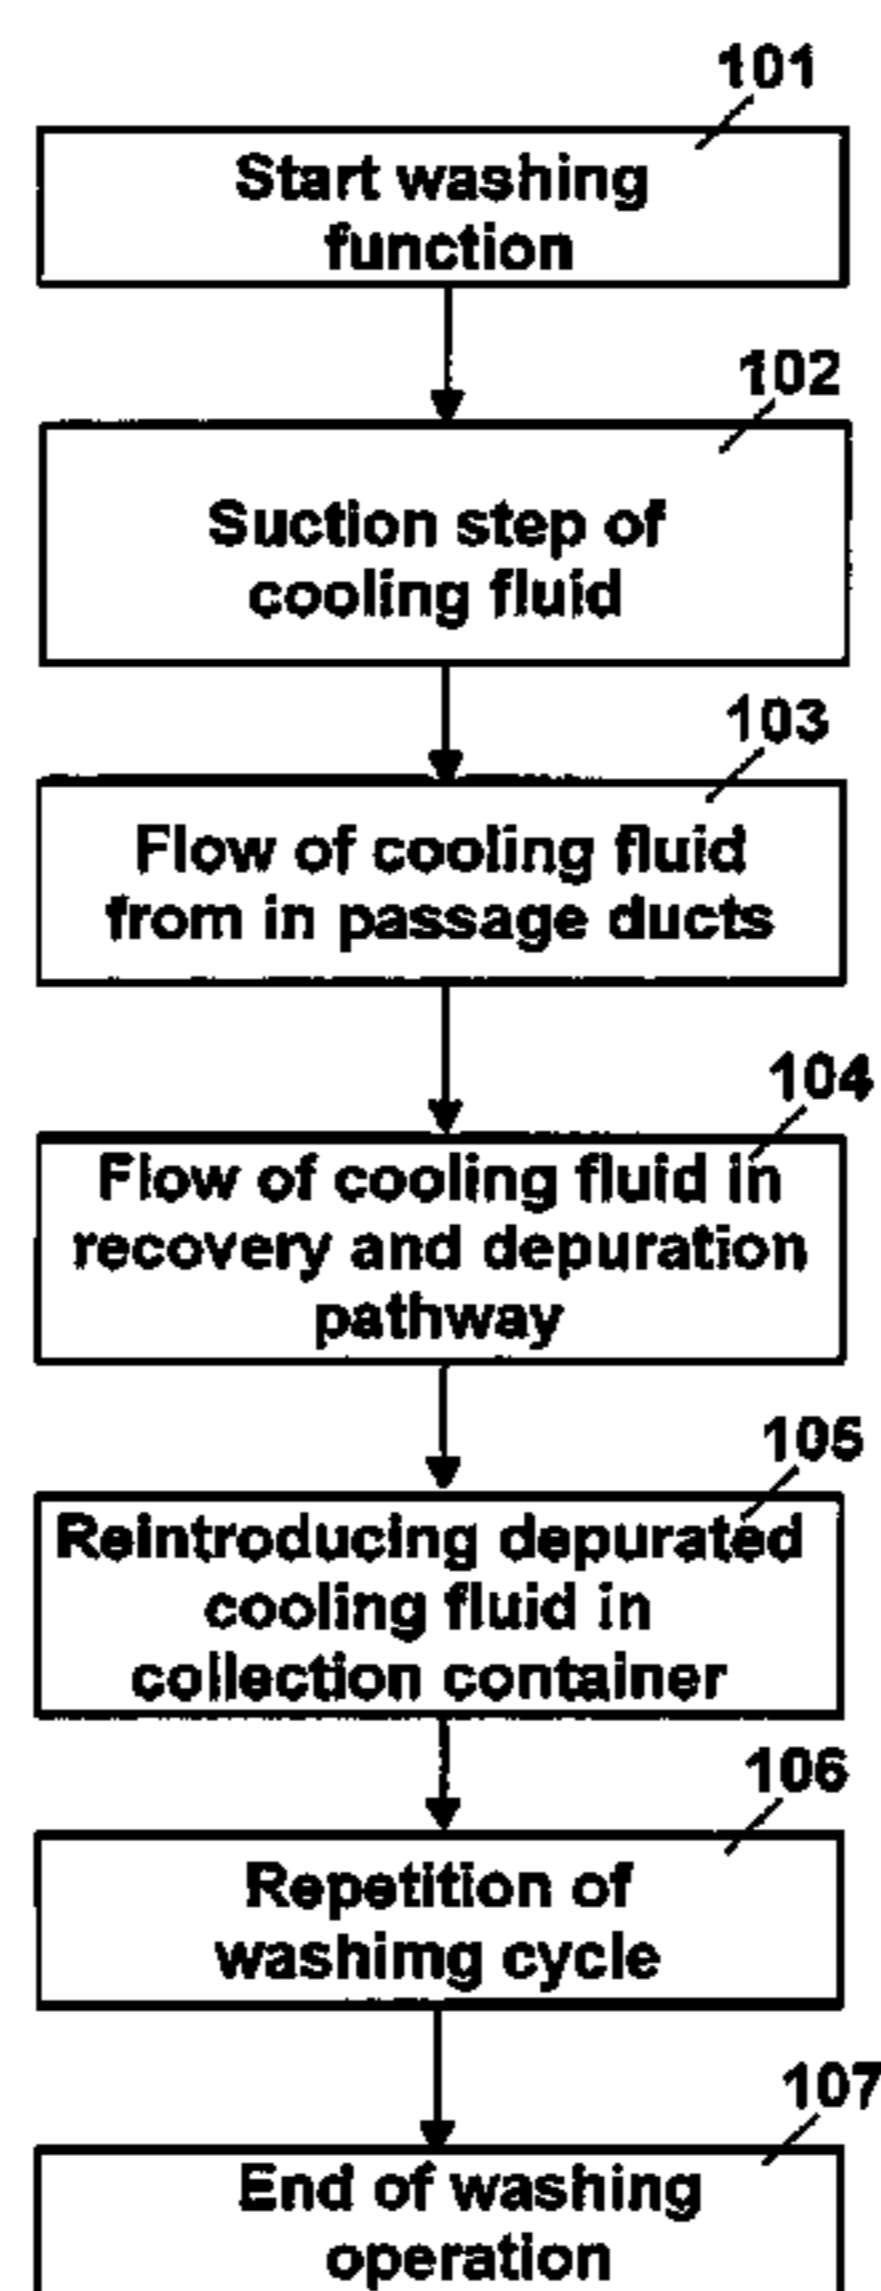 101
Start washing
function
102
Suction step of
cooling fluid
103
Flow of cooling fluid
from in passage ducts
104
Flow of cooling fluid in
recovery and depuration
pathway
105
Reintroducing depurated
cooling fluid in
collection container
106
Repetition of
washimg cycle
107
End of washing
operation